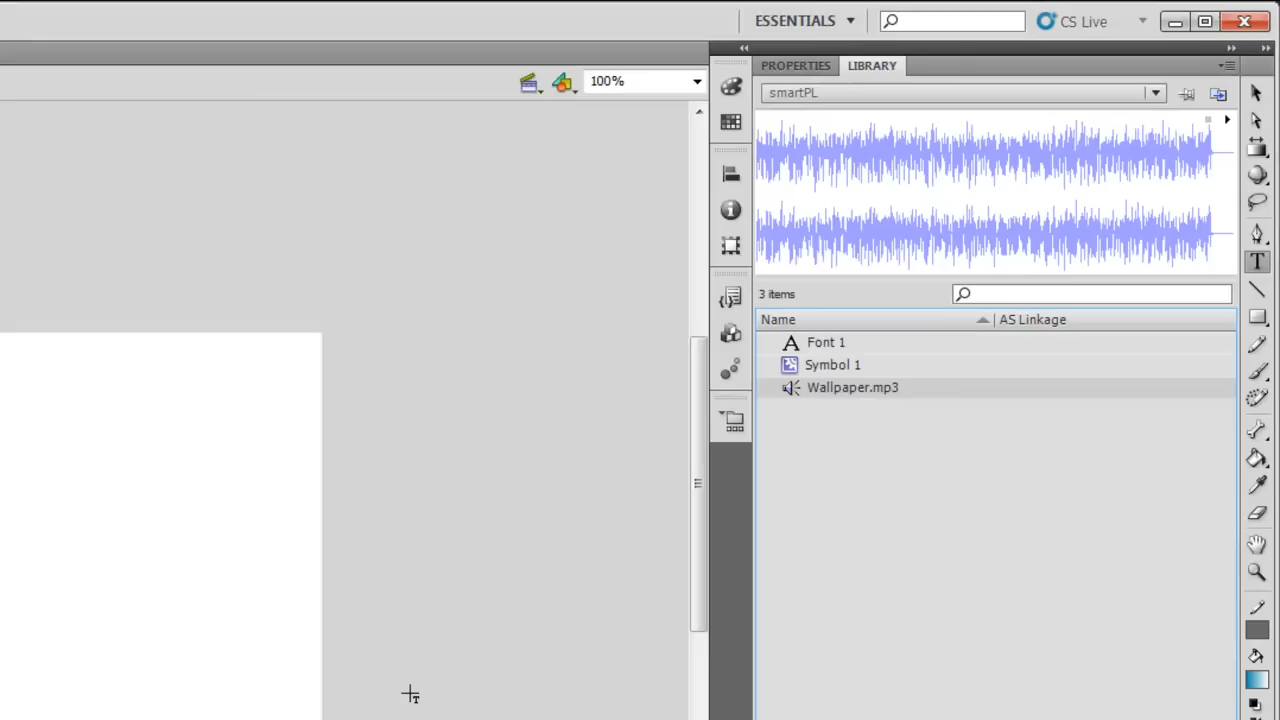 ESSENTIALS
CS Live
100%
PROPERTIES LIBRARY
smartPL
3 items
Name AS Linkage
Font 1
Symbol 1
Wallpaper.mp3